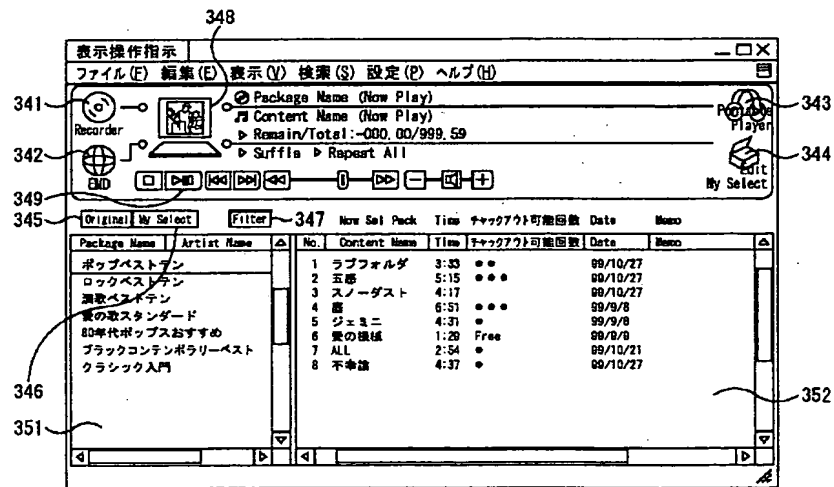 348
表示操作指示
ファイル(F) 編集(E) 表示(V) 検索(S) 設定(P) ヘルプ(H)
341
Recorder
342
EMD
349
Package Name (Now Play)
Content Name (Now Play)
Remain/Total:-000.00/999.59
Suffla Repeat All
343
Portable Player
344
Edit
My Select
345
Original My Select Filter 347 Now Sel Pack Time チャックアウト可能回数 Date Memo
Package Name Artist Name
ポップベストテン
ロックベストテン
演歌ベストテン
愛の歌スタンダード
80年代ポップスおすすめ
ブラックコンテンポラリーベスト
クラシック入門
346
351
No. Content Name Time チャックアウト可能回数 Date Memo
1 ラブフォルダ 3:33 ●● 99/10/27
2 五感 5:15 ●●● 99/10/27
3 スノーダスト 4:17 99/10/27
4 6:51 ●●● 99/9/8
5 ジェミニ 4:31 ● 99/9/8
6 愛の機械 1:29 Free 99/9/9
7 ALL 2:54 ● 99/10/21
8 4:37 ● 99/10/27
352